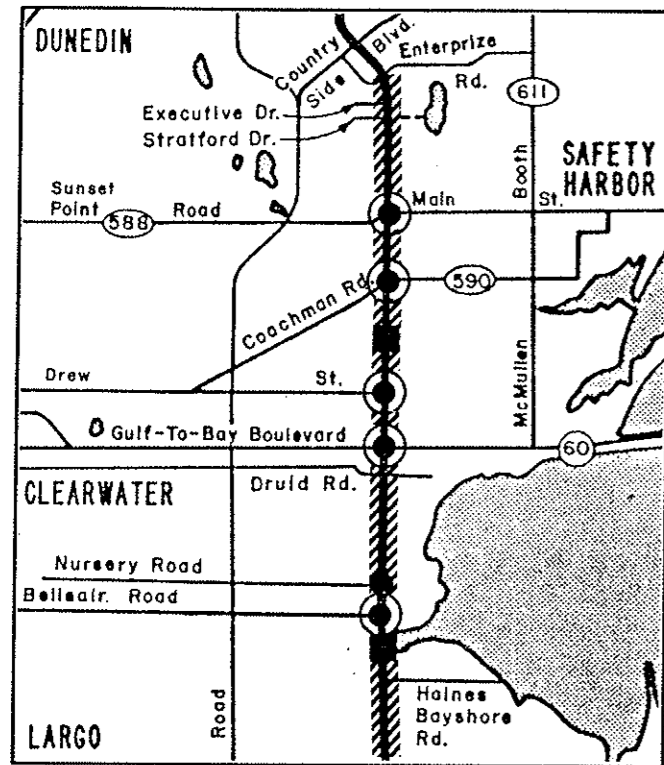 DUNEDIN
Country
Side
Blvd.
Enterprize
Rd.
611
Executive Dr.
Stratford Dr.
SAFETY
HARBOR
Booth
McMullen
Sunset
Point
Road
588
Main
St.
590
Coachman Rd.
Drew
St.
Gulf-To-Bay Boulevard
60
CLEARWATER
Druid Rd.
Nursery Road
Belleair. Road
Road
Haines
Bayshore
Rd.
LARGO